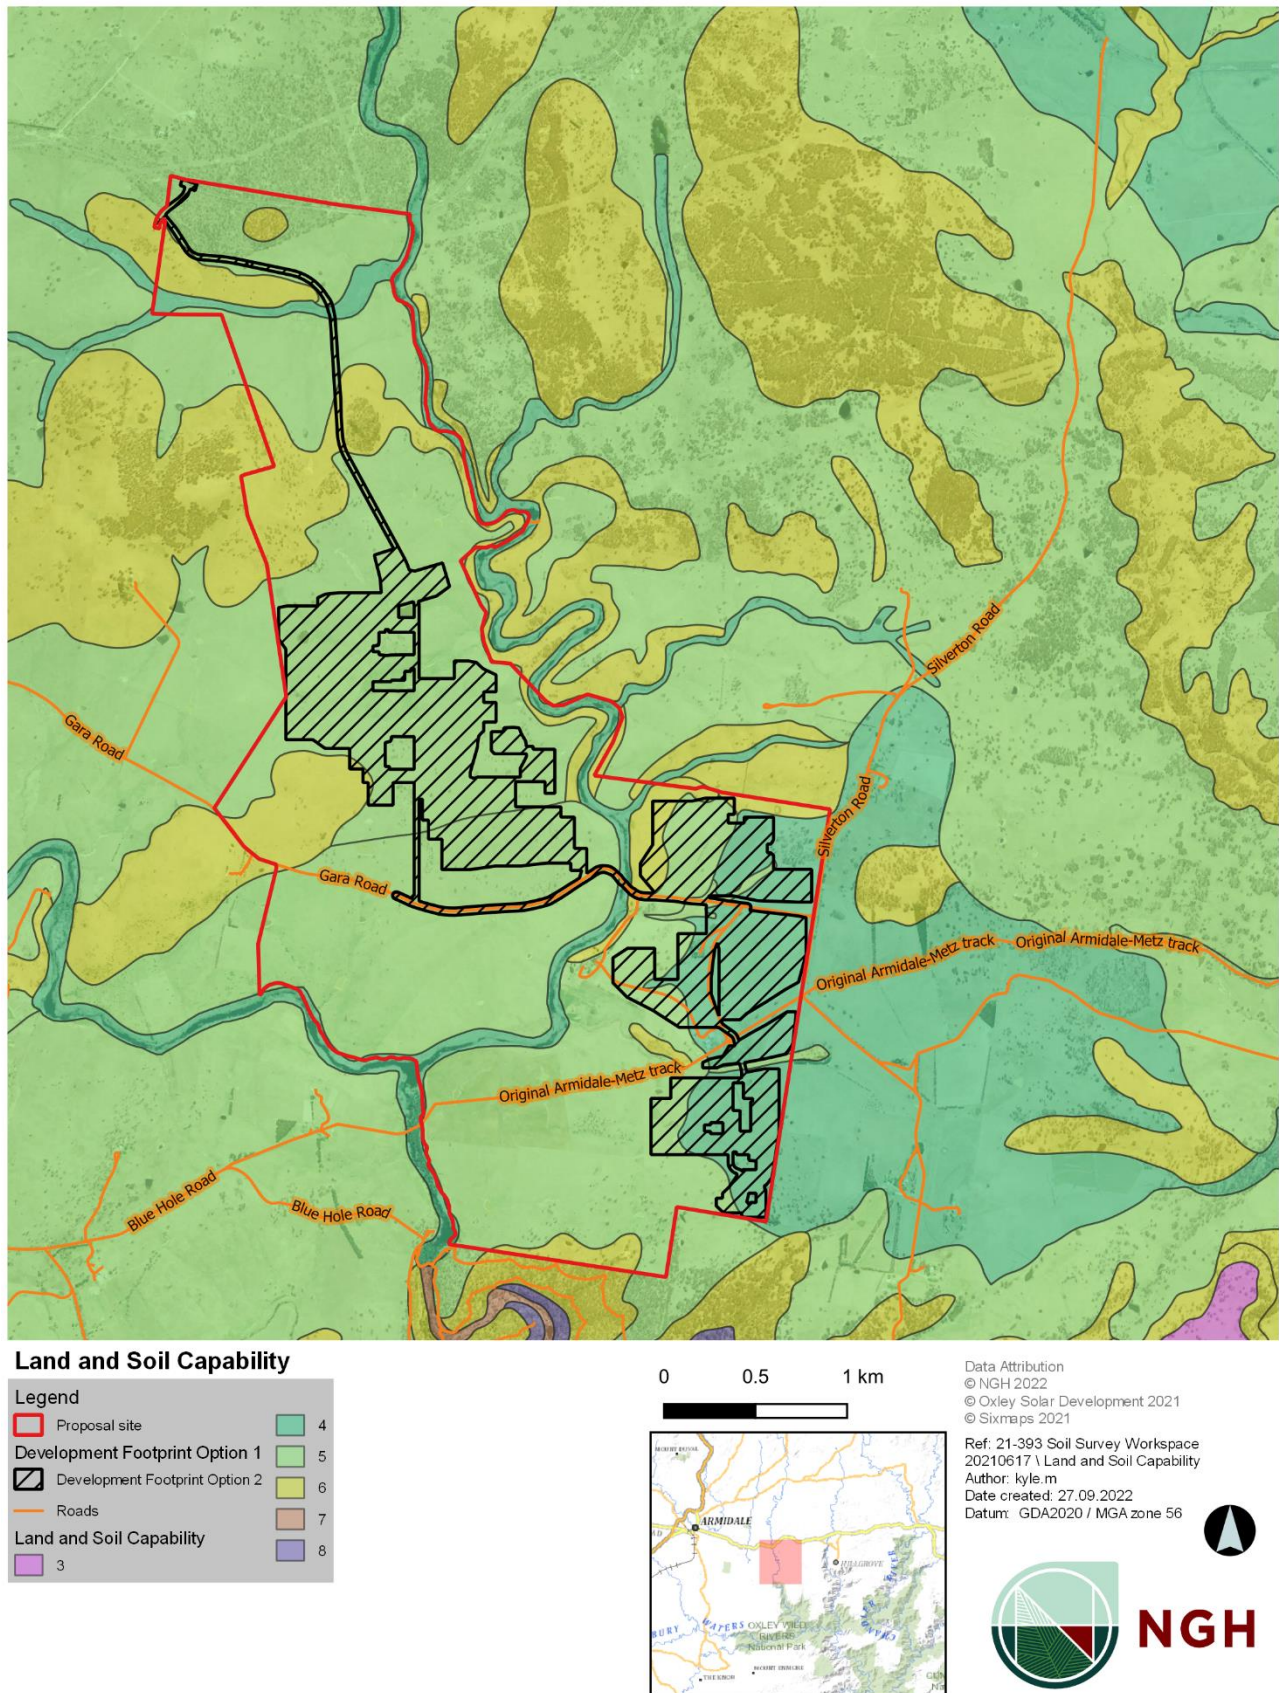 Silverton Road
Gara Road
Silverton Road
Gara Road
Original Armidale-Metz track
Original Armidale-Metz track
Original Armidale-Metz track
Blue Hole Road
Blue Hole Road
Land and Soil Capability
Legend
Proposal site
Development Footprint Option 1
Development Footprint Option 2
Roads
Land and Soil Capability
3
4
5
6
7
8
0 0.5 1 km
ARMIDALE
HILLGROVE
WATERS
OXLEY WILD
RIVERS
National Park
Data Attribution
© NGH 2022
© Oxley Solar Development 2021
© Sixmaps 2021
Ref: 21-393 Soil Survey Workspace
20210617 \ Land and Soil Capability
Author: kyle.m
Date created: 27.09.2022
Datum: GDA2020 / MGA zone 56
NGH